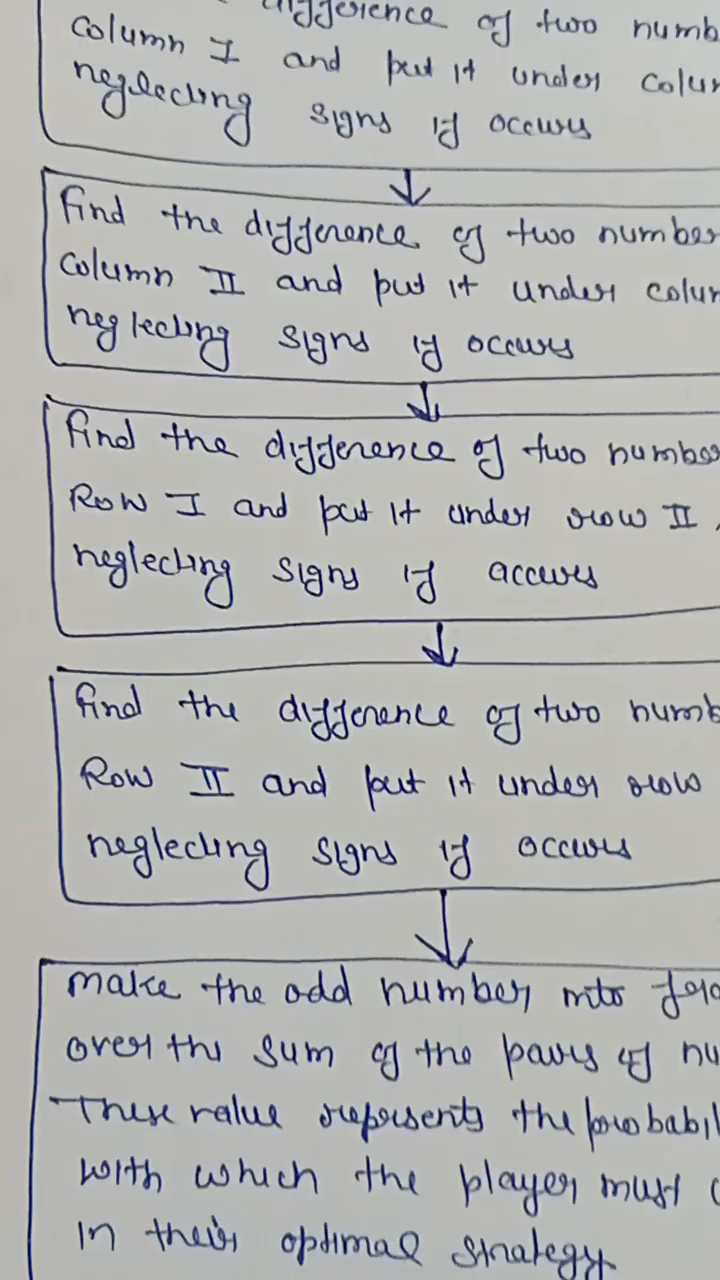 difference of two numb
column I and put it under colum
neglecting signs if occurs
find the difference of two number
column II and put it under colum
neglecting signs if occurs
find the difference of two number
Row I and put it under row II,
neglecting signs if accurs
find the difference of two numb
Row II and put it under row
neglecting signs if occurs
make the odd number into
over the sum of the pairs of nu
These value represents the probabil
with which the player must
in their optimal strategy.